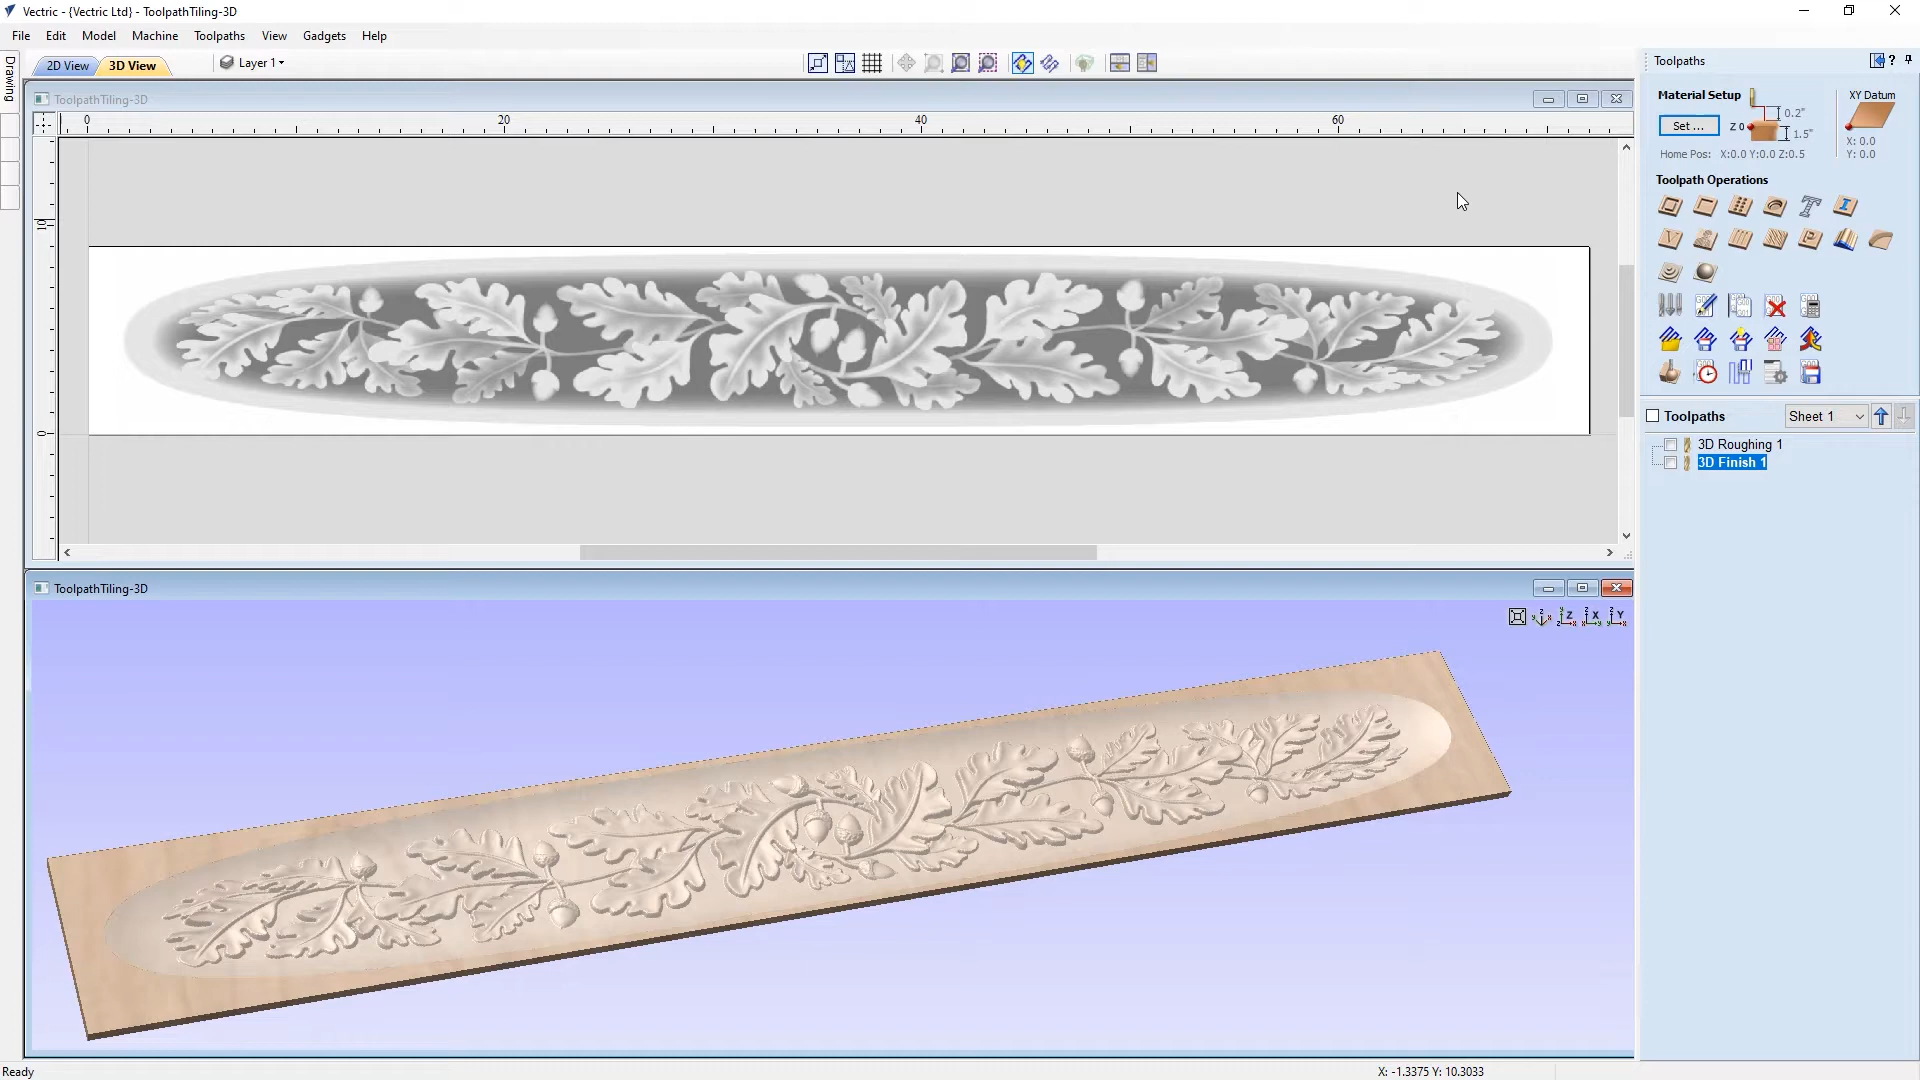 Vectric - {Vectric Ltd} - ToolpathTiling-3D
File Edit Model Machine Toolpaths View Gadgets Help
Drawing
2D View 3D View Layer 1
ToolpathTiling-3D
0 20 40 60
10
0
ToolpathTiling-3D
Toolpaths
Material Setup
Set ...
Z 0
0.2"
1.5"
XY Datum
X: 0.0
Y: 0.0
Home Pos: X:0.0 Y:0.0 Z:0.5
Toolpath Operations
Toolpaths Sheet 1
3D Roughing 1
3D Finish 1
Ready
X: -1.3375 Y: 10.3033